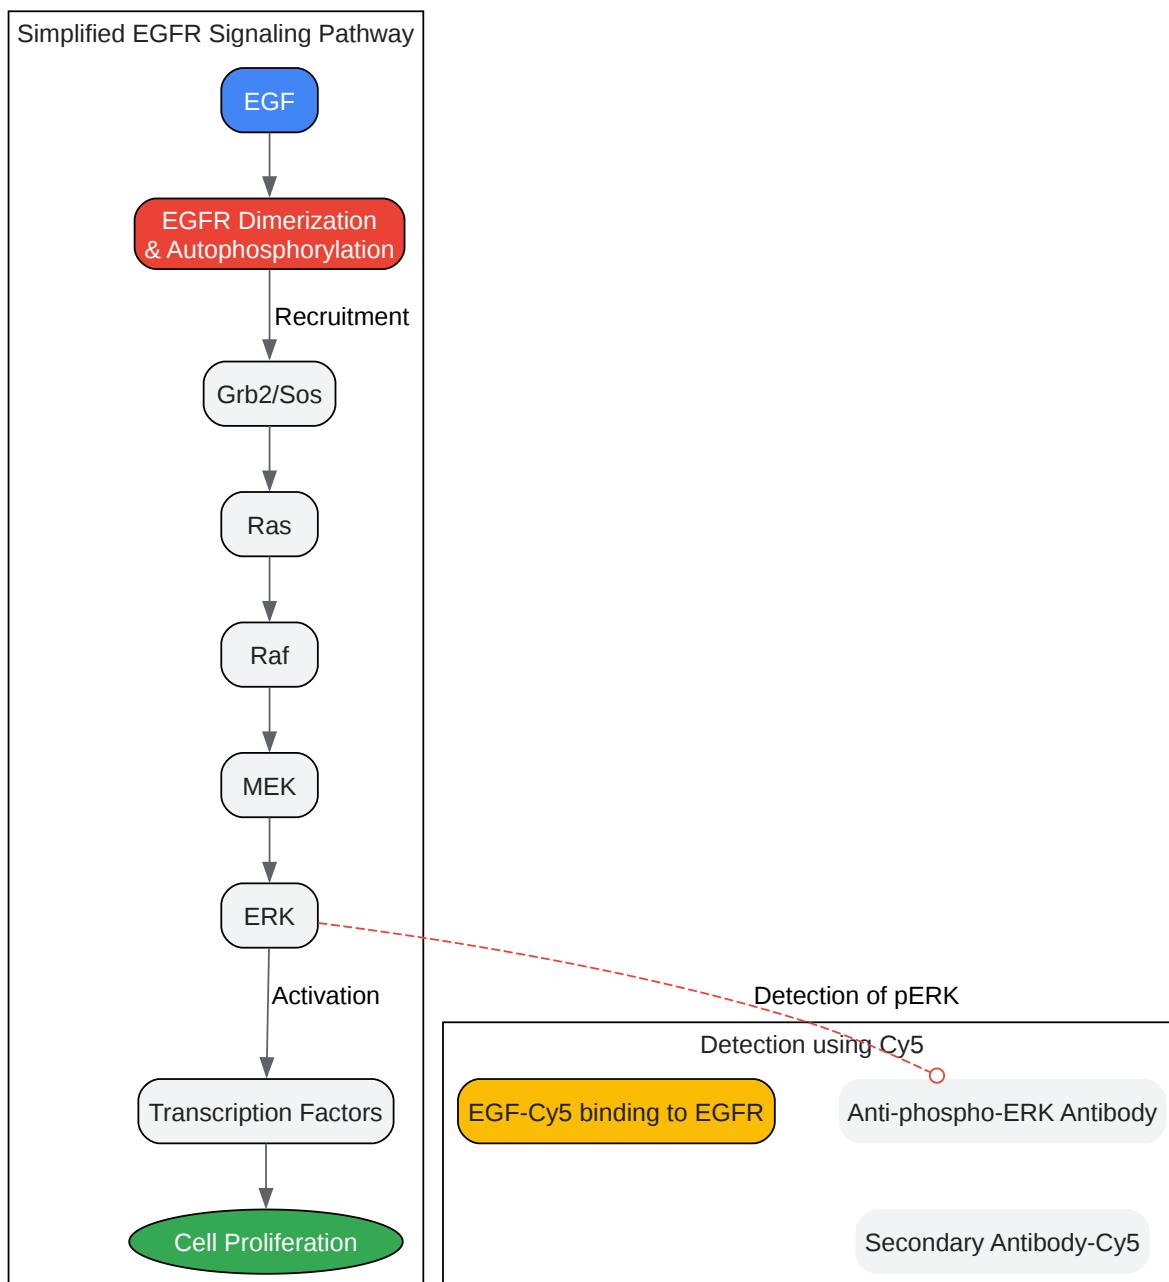 Simplified EGFR Signaling Pathway
EGF
EGFR Dimerization
& Autophosphorylation
Recruitment
Grb2/Sos
Ras
Raf
MEK
ERK
Activation
Transcription Factors
Cell Proliferation
Detection of pERK
Detection using Cy5
EGF-Cy5 binding to EGFR
Anti-phospho-ERK Antibody
Secondary Antibody-Cy5